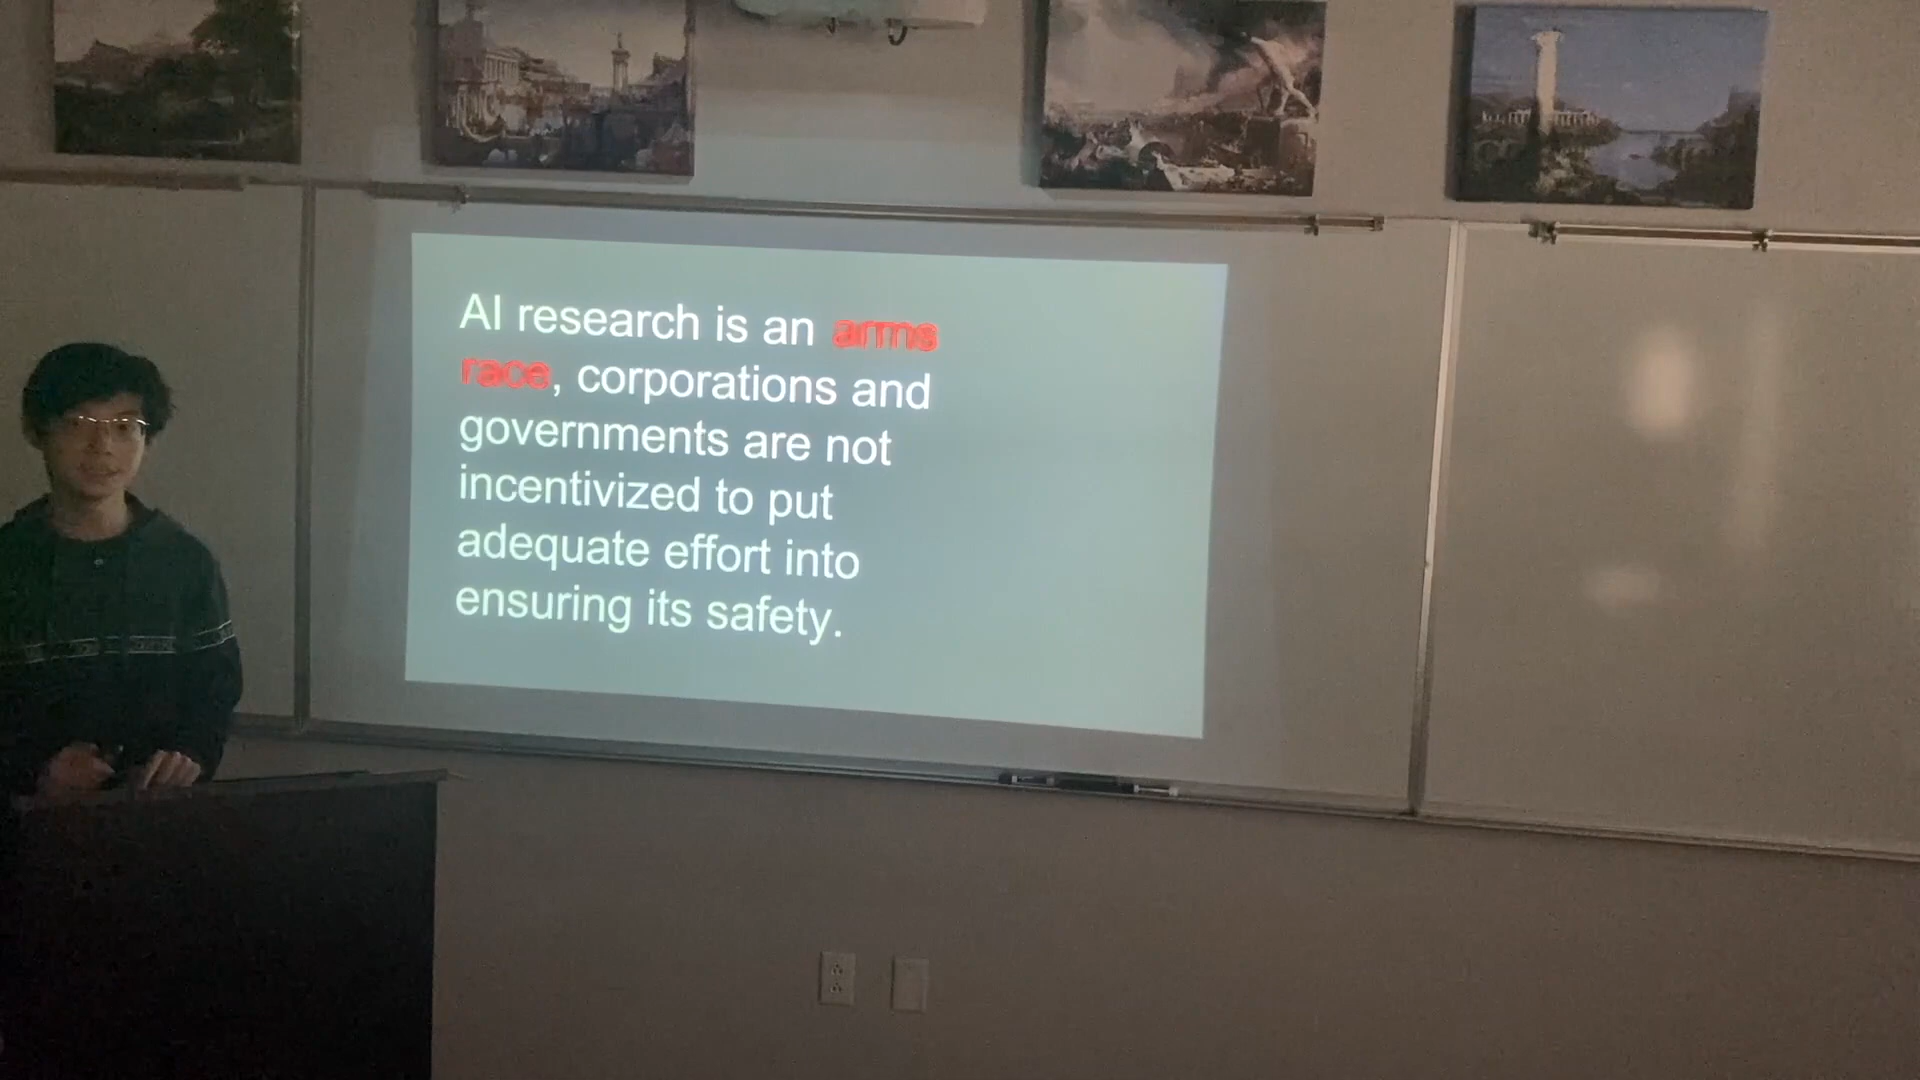 AI research is an arms
race, corporations and
governments are not
incentivized to put
adequate effort into
ensuring its safety.